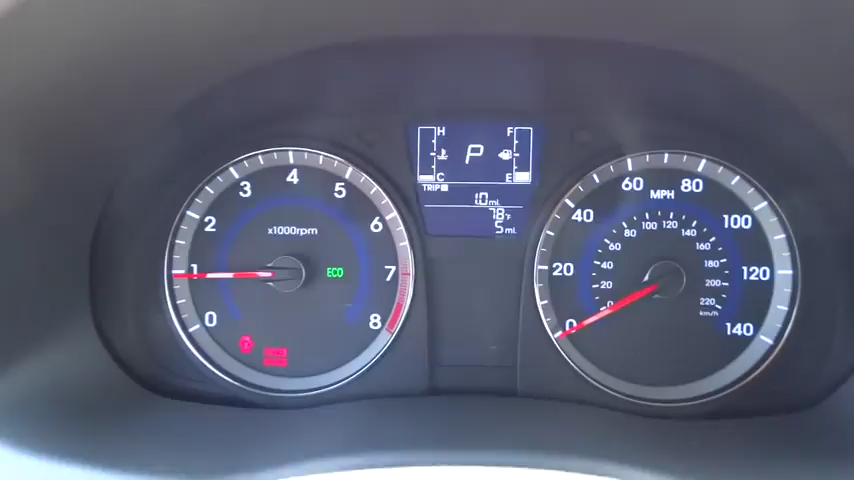 H F
P
C E
TRIP
1.0 mi.
78°F
5 mi.
0 1 2 3 4 5 6 7 8
x1000rpm
ECO
0 20 40 60 80 100 120 140
MPH
0 20 40 60 80 100 120 140 160 180 200 220
km/h